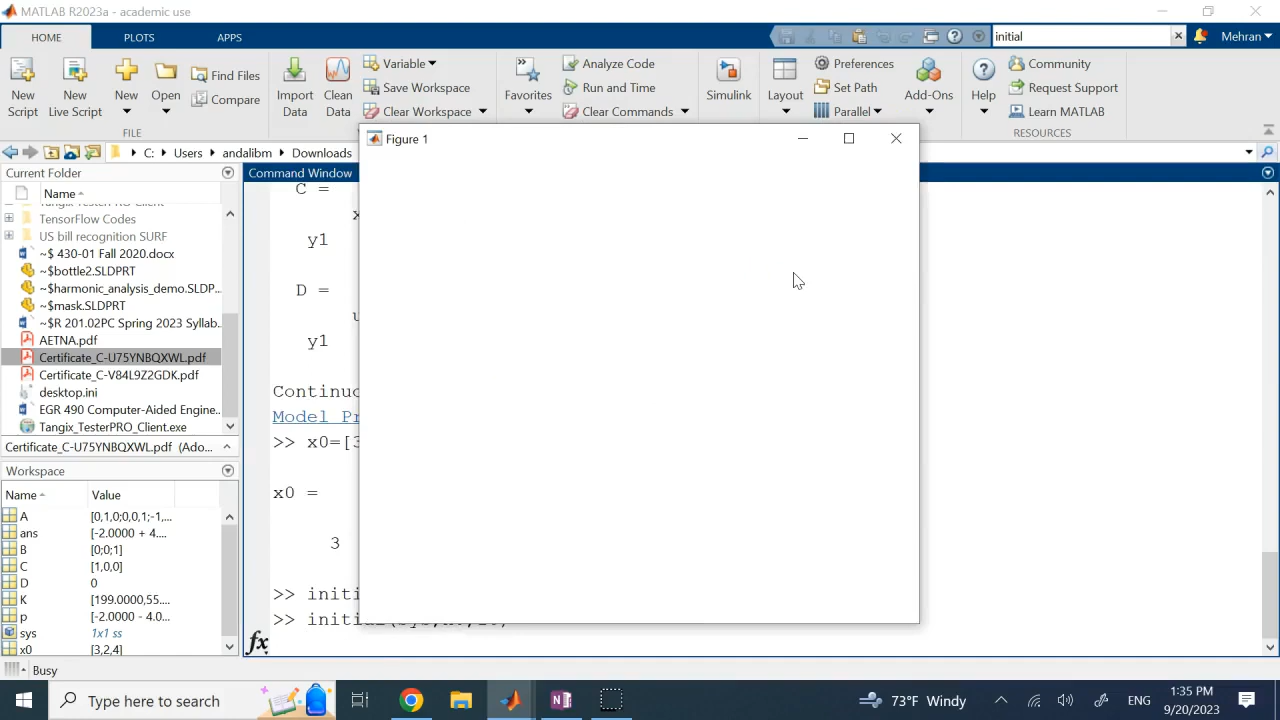 MATLAB R2023a - academic use
HOME PLOTS APPS
initial
Mehran
New Script
New Live Script
New
Open
Find Files
Compare
Import Data
Clean Data
Variable
Save Workspace
Clear Workspace
Favorites
Analyze Code
Run and Time
Clear Commands
Simulink
Layout
Preferences
Set Path
Parallel
Add-Ons
Help
Community
Request Support
Learn MATLAB
FILE
RESOURCES
C: Users andalibm Downloads
Current Folder
Name
TensorFlow Codes
US bill recognition SURF
~$ 430-01 Fall 2020.docx
~$bottle2.SLDPRT
~$harmonic_analysis_demo.SLDP...
~$mask.SLDPRT
~$R 201.02PC Spring 2023 Syllab...
AETNA.pdf
Certificate_C-U75YNBQXWL.pdf
Certificate_C-V84L9Z2GDK.pdf
desktop.ini
EGR 490 Computer-Aided Engine...
Tangix_TesterPRO_Client.exe
Certificate_C-U75YNBQXWL.pdf (Ado...
Workspace
Name Value
A [0,1,0;0,0,1;-1,...
ans [-2.0000 + 4....
B [0;0;1]
C [1,0,0]
D 0
K [199.0000,55....
p [-2.0000 - 4.0...
sys 1x1 ss
x0 [3,2,4]
Command Window
C =
x
y1
D =
y1
Continuo
Model Pr
>> x0=[3
x0 =
3
>> initi
>>
fx
Figure 1
Busy
Type here to search
73°F Windy
ENG
1:35 PM
9/20/2023